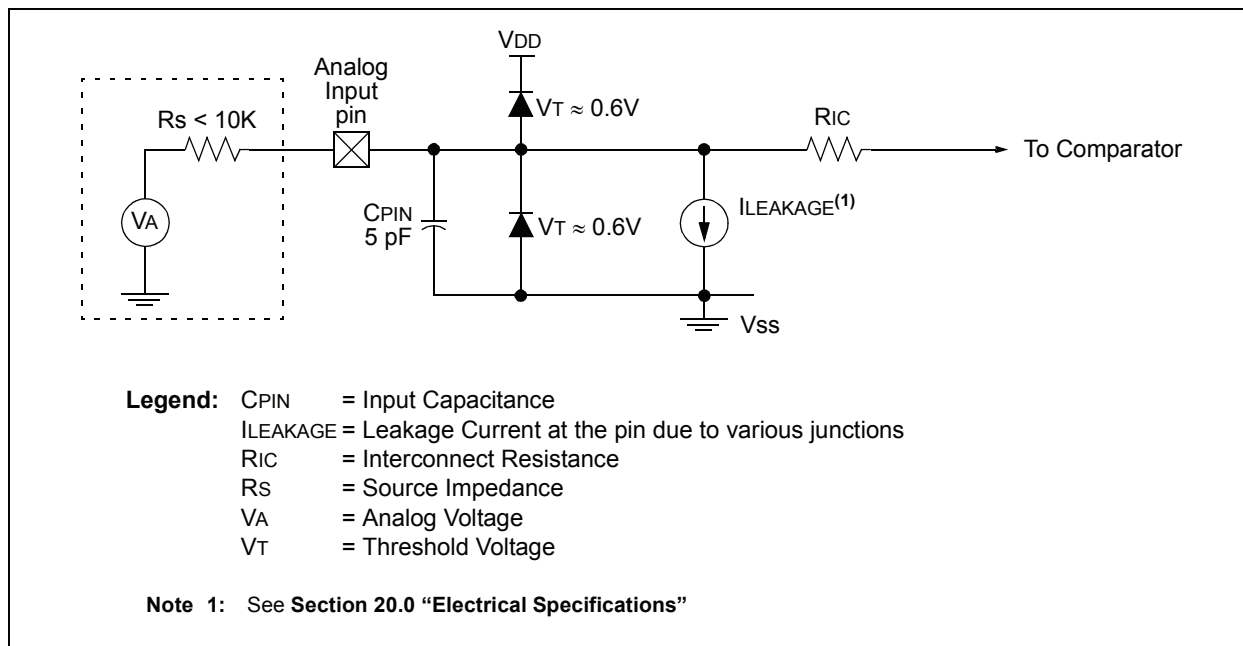 VDD
Analog
Input
pin
VT ≈ 0.6V
Rs < 10K
RIC
To Comparator
VA
CPIN
5 pF
VT ≈ 0.6V
ILEAKAGE(1)
Vss
Legend: CPIN = Input Capacitance
ILEAKAGE = Leakage Current at the pin due to various junctions
RIC = Interconnect Resistance
RS = Source Impedance
VA = Analog Voltage
VT = Threshold Voltage
Note 1: See Section 20.0 “Electrical Specifications”